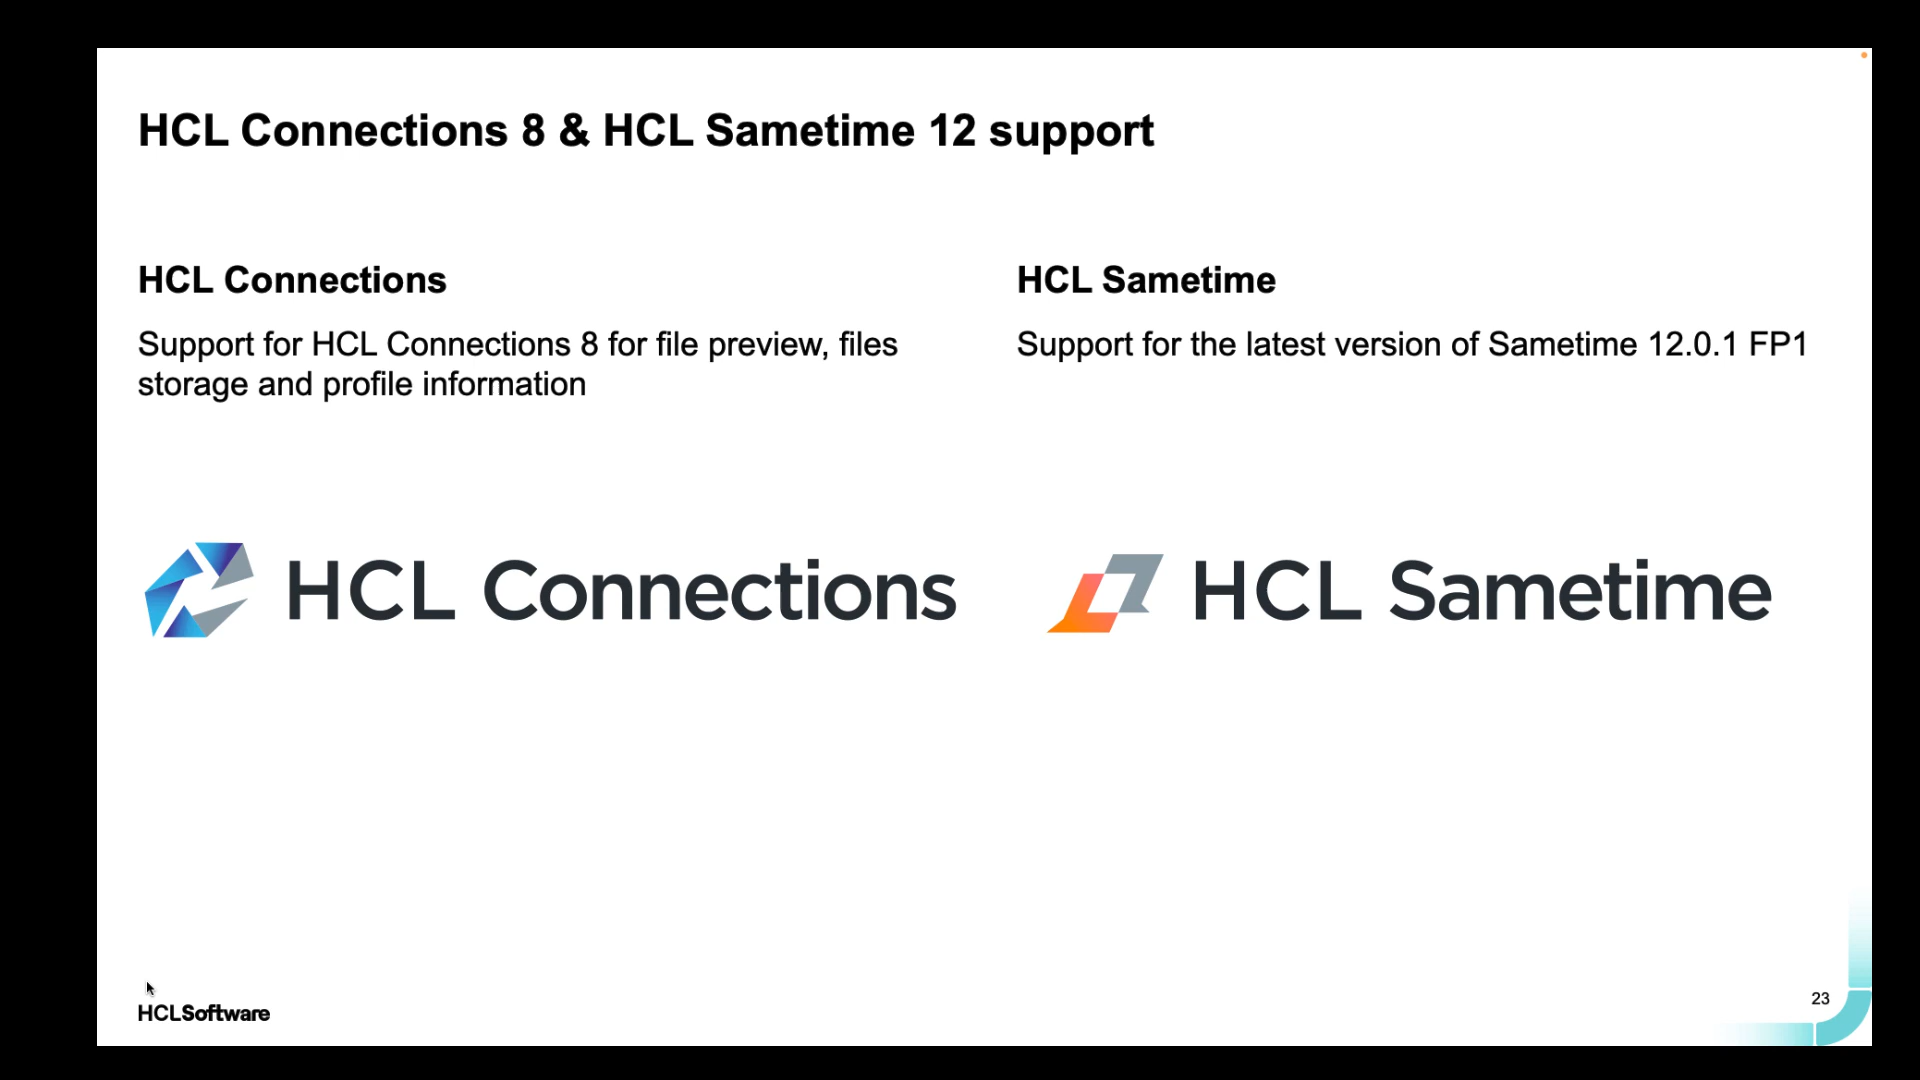 HCL Connections 8 & HCL Sametime 12 support
HCL Connections
Support for HCL Connections 8 for file preview, files
storage and profile information
HCL Sametime
Support for the latest version of Sametime 12.0.1 FP1
HCL Connections
HCL Sametime
HCLSoftware
23